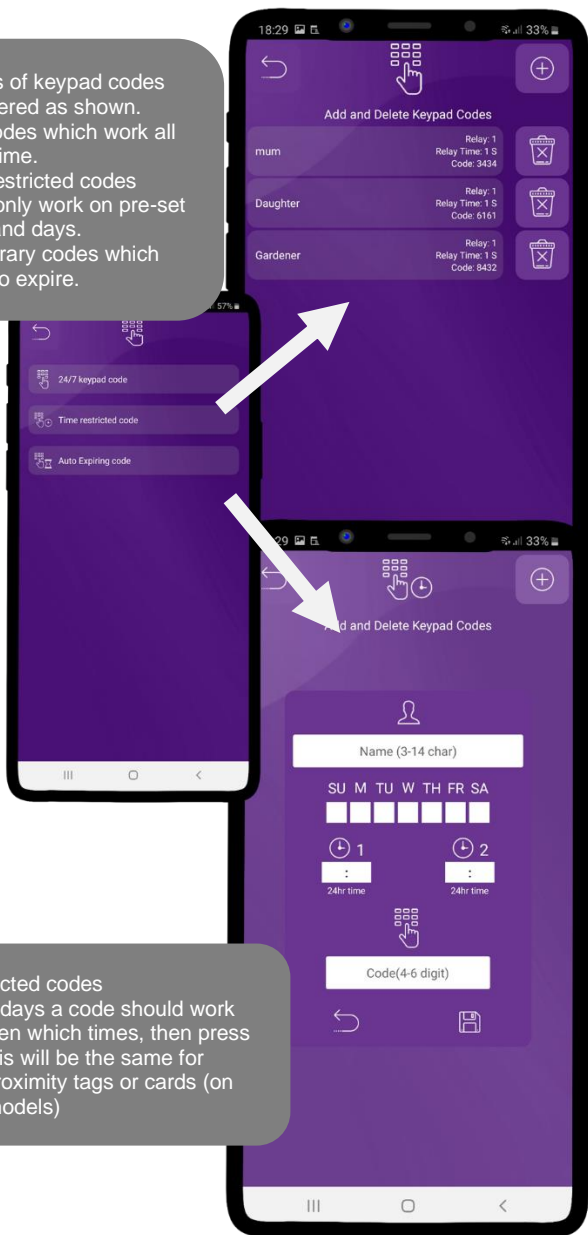 18:29 33%
s of keypad codes
ered as shown.
odes which work all
ime.
estricted codes
only work on pre-set
and days.
rary codes which
o expire.
Add and Delete Keypad Codes
mum
Relay: 1
Relay Time: 1 S
Code: 3434
Daughter
Relay: 1
Relay Time: 1 S
Code: 6161
Gardener
Relay: 1
Relay Time: 1 S
Code: 8432
57%
24/7 keypad code
Time restricted code
Auto Expiring code
:29 33%
d and Delete Keypad Codes
Name (3-14 char)
SU M TU W TH FR SA
1 2
: :
24hr time 24hr time
Code(4-6 digit)
cted codes
days a code should work
en which times, then press
is will be the same for
roximity tags or cards (on
nodels)